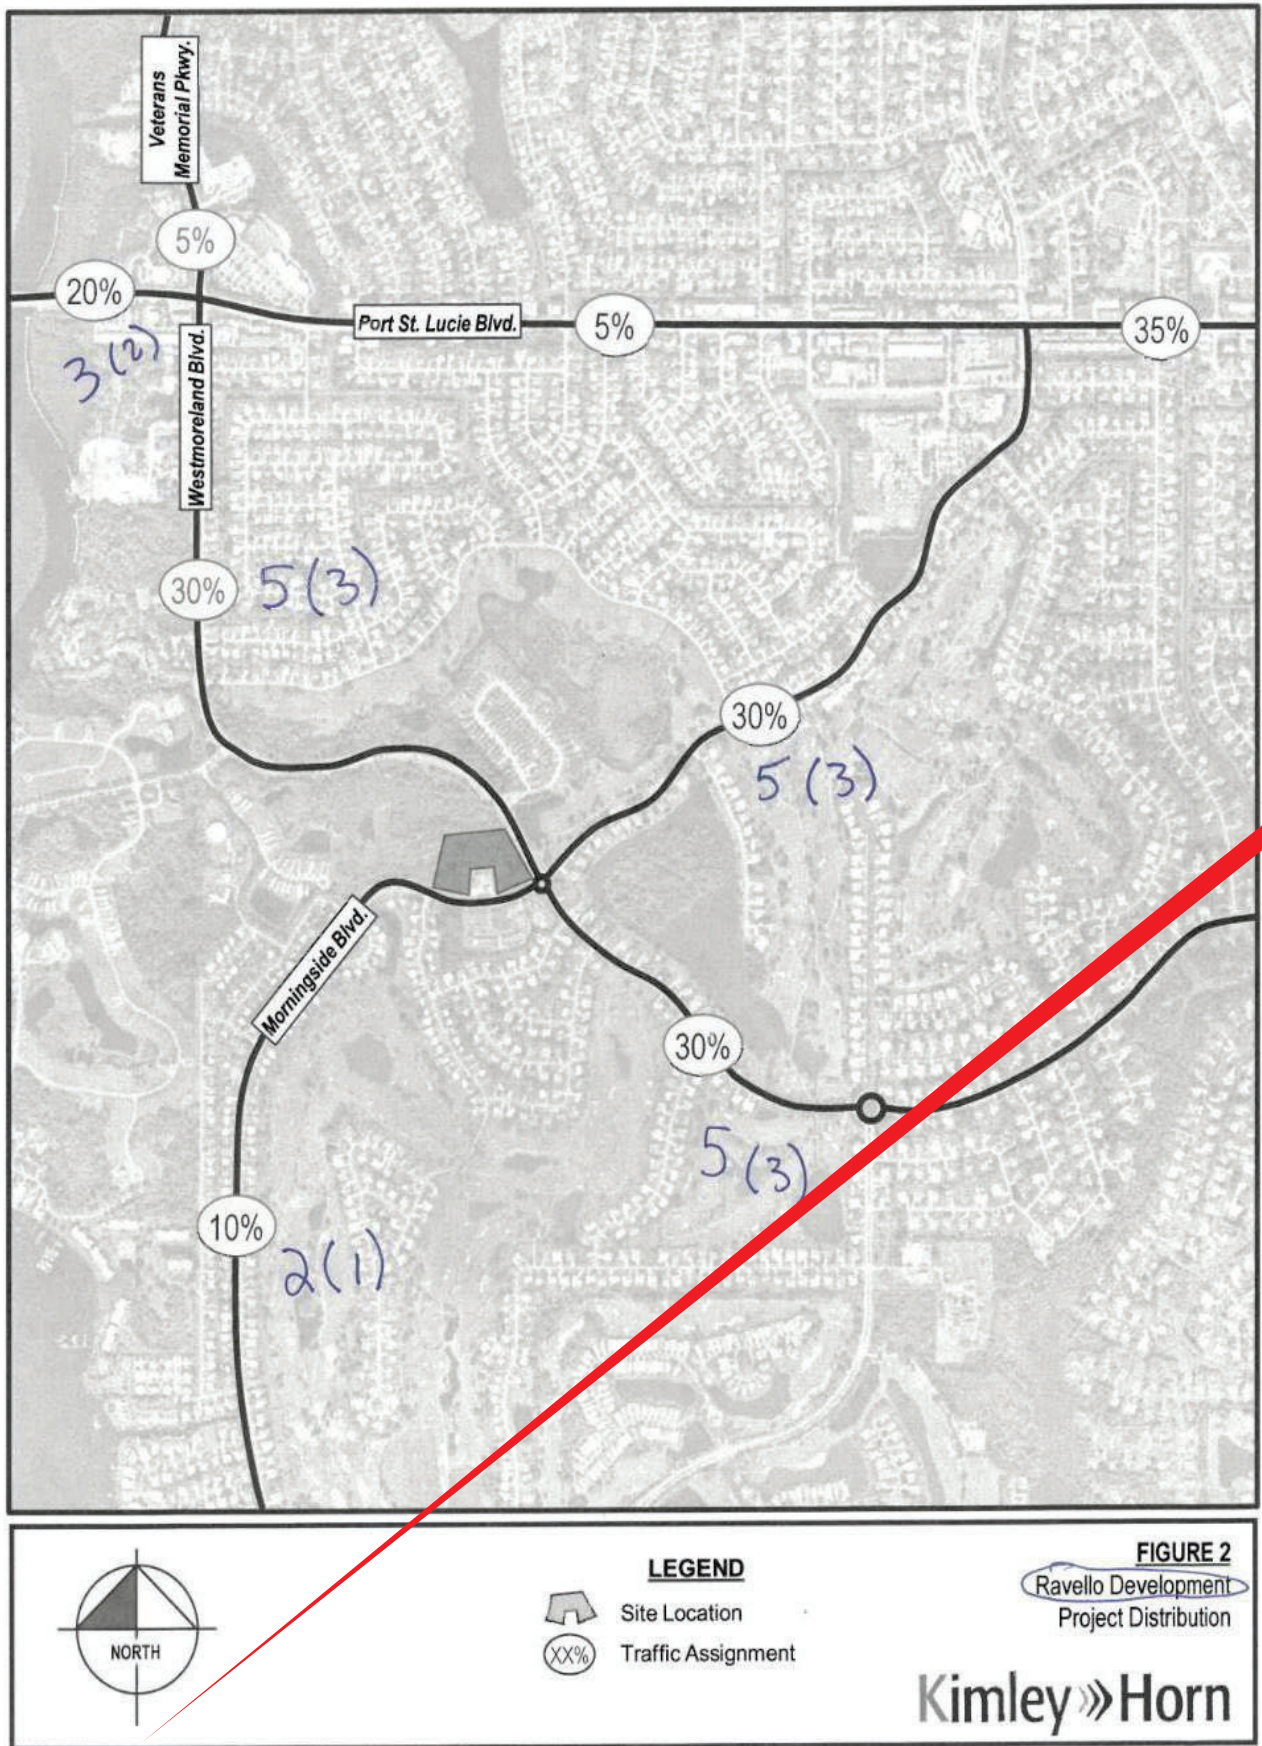 Veterans
Memorial Pkwy.
5%
20%
Port St. Lucie Blvd.
5%
35%
3 (2)
Westmoreland Blvd.
30%
5 (3)
30%
5 (3)
Morningside Blvd.
30%
5 (3)
10%
2 (1)
NORTH
LEGEND
Site Location
XX% Traffic Assignment
FIGURE 2
Ravello Development
Project Distribution
Kimley»Horn